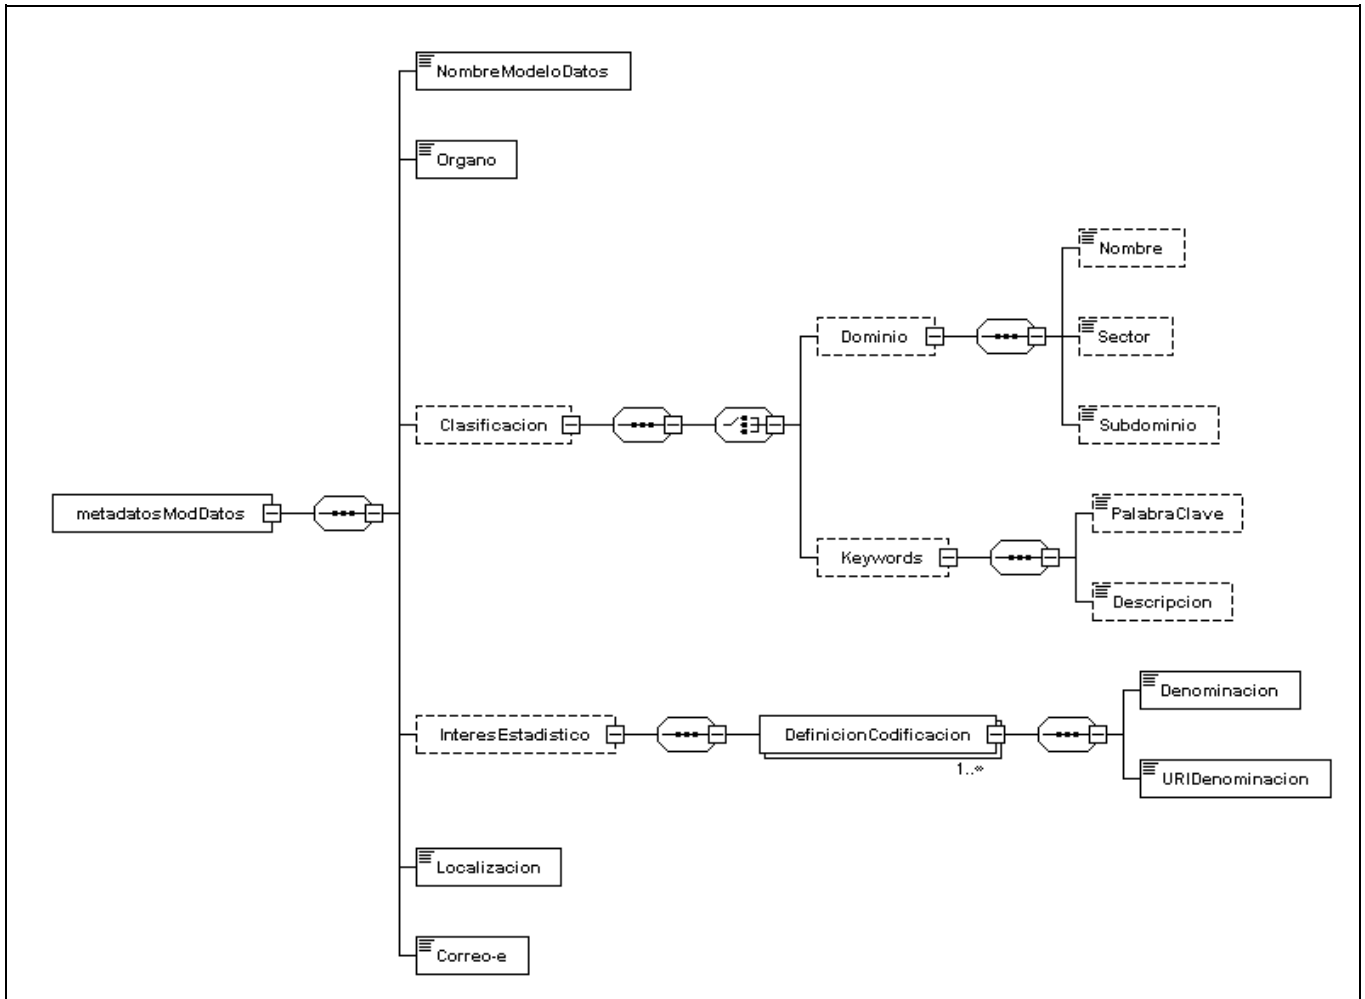 NombreModeloDatos
Organo
Nombre
Dominio
Sector
Clasificacion
Subdominio
metadatosModDatos
PalabraClave
Keywords
Descripcion
Denominacion
InteresEstadistico
DefinicionCodificacion
1..∞
URIDenominacion
Localizacion
Correo-e